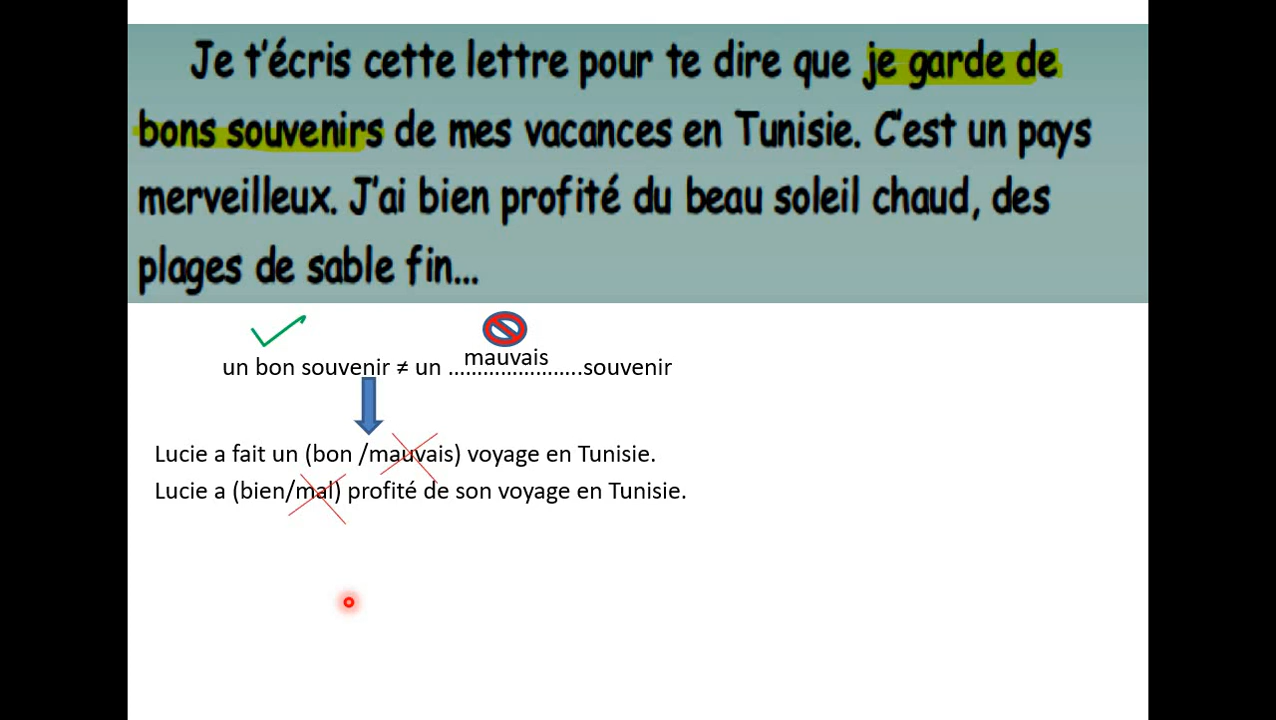 Je t'écris cette lettre pour te dire que je garde de
bons souvenirs de mes vacances en Tunisie. C'est un pays
merveilleux. J'ai bien profité du beau soleil chaud, des
plages de sable fin...
un bon souvenir ≠ un ......mauvais......souvenir
Lucie a fait un (bon /mauvais) voyage en Tunisie.
Lucie a (bien/mal) profité de son voyage en Tunisie.